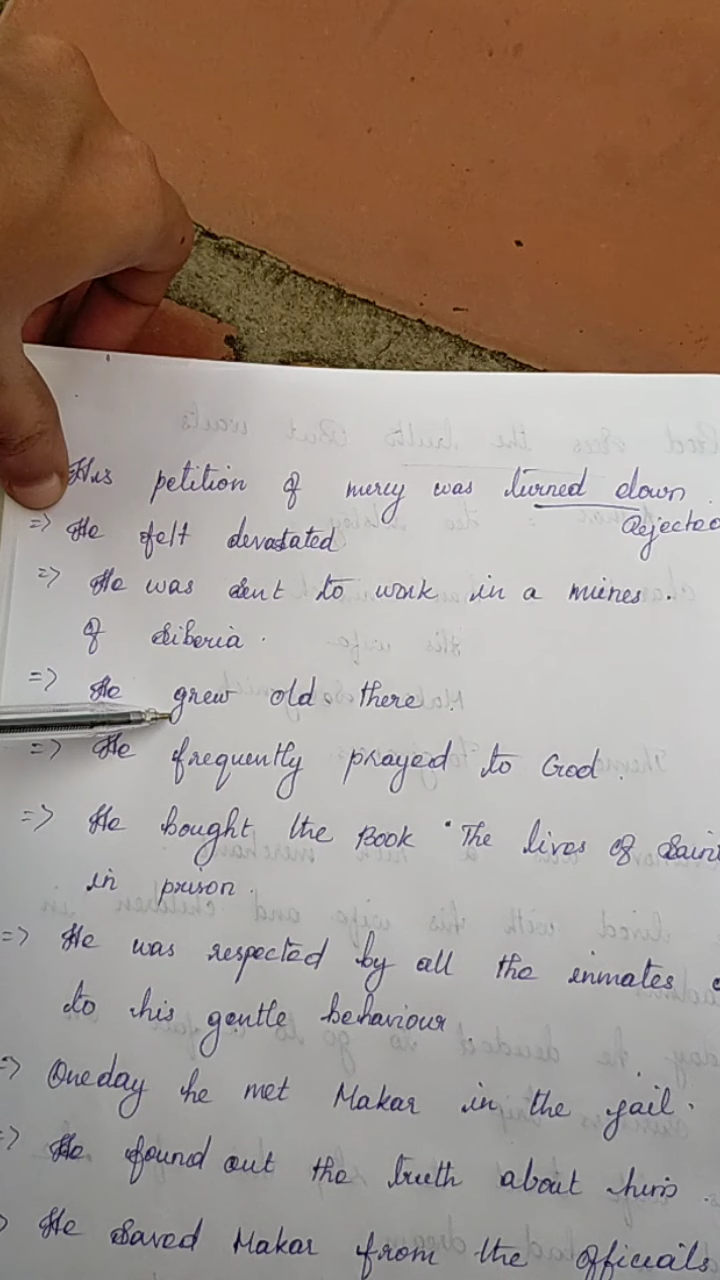 His petition of mercy was turned down.
Rejected
=> He felt devastated
=> He was sent to work in a mines.
of siberia.
=> He grew old there.
=> He frequently prayed to God.
=> He bought the Book "The lives of Sain
in prison.
=> He was respected by all the inmates
to his gentle behaviour
=> Oneday he met Makar in the jail.
=> He found out the truth about him.
=> He saved Makar from the officials